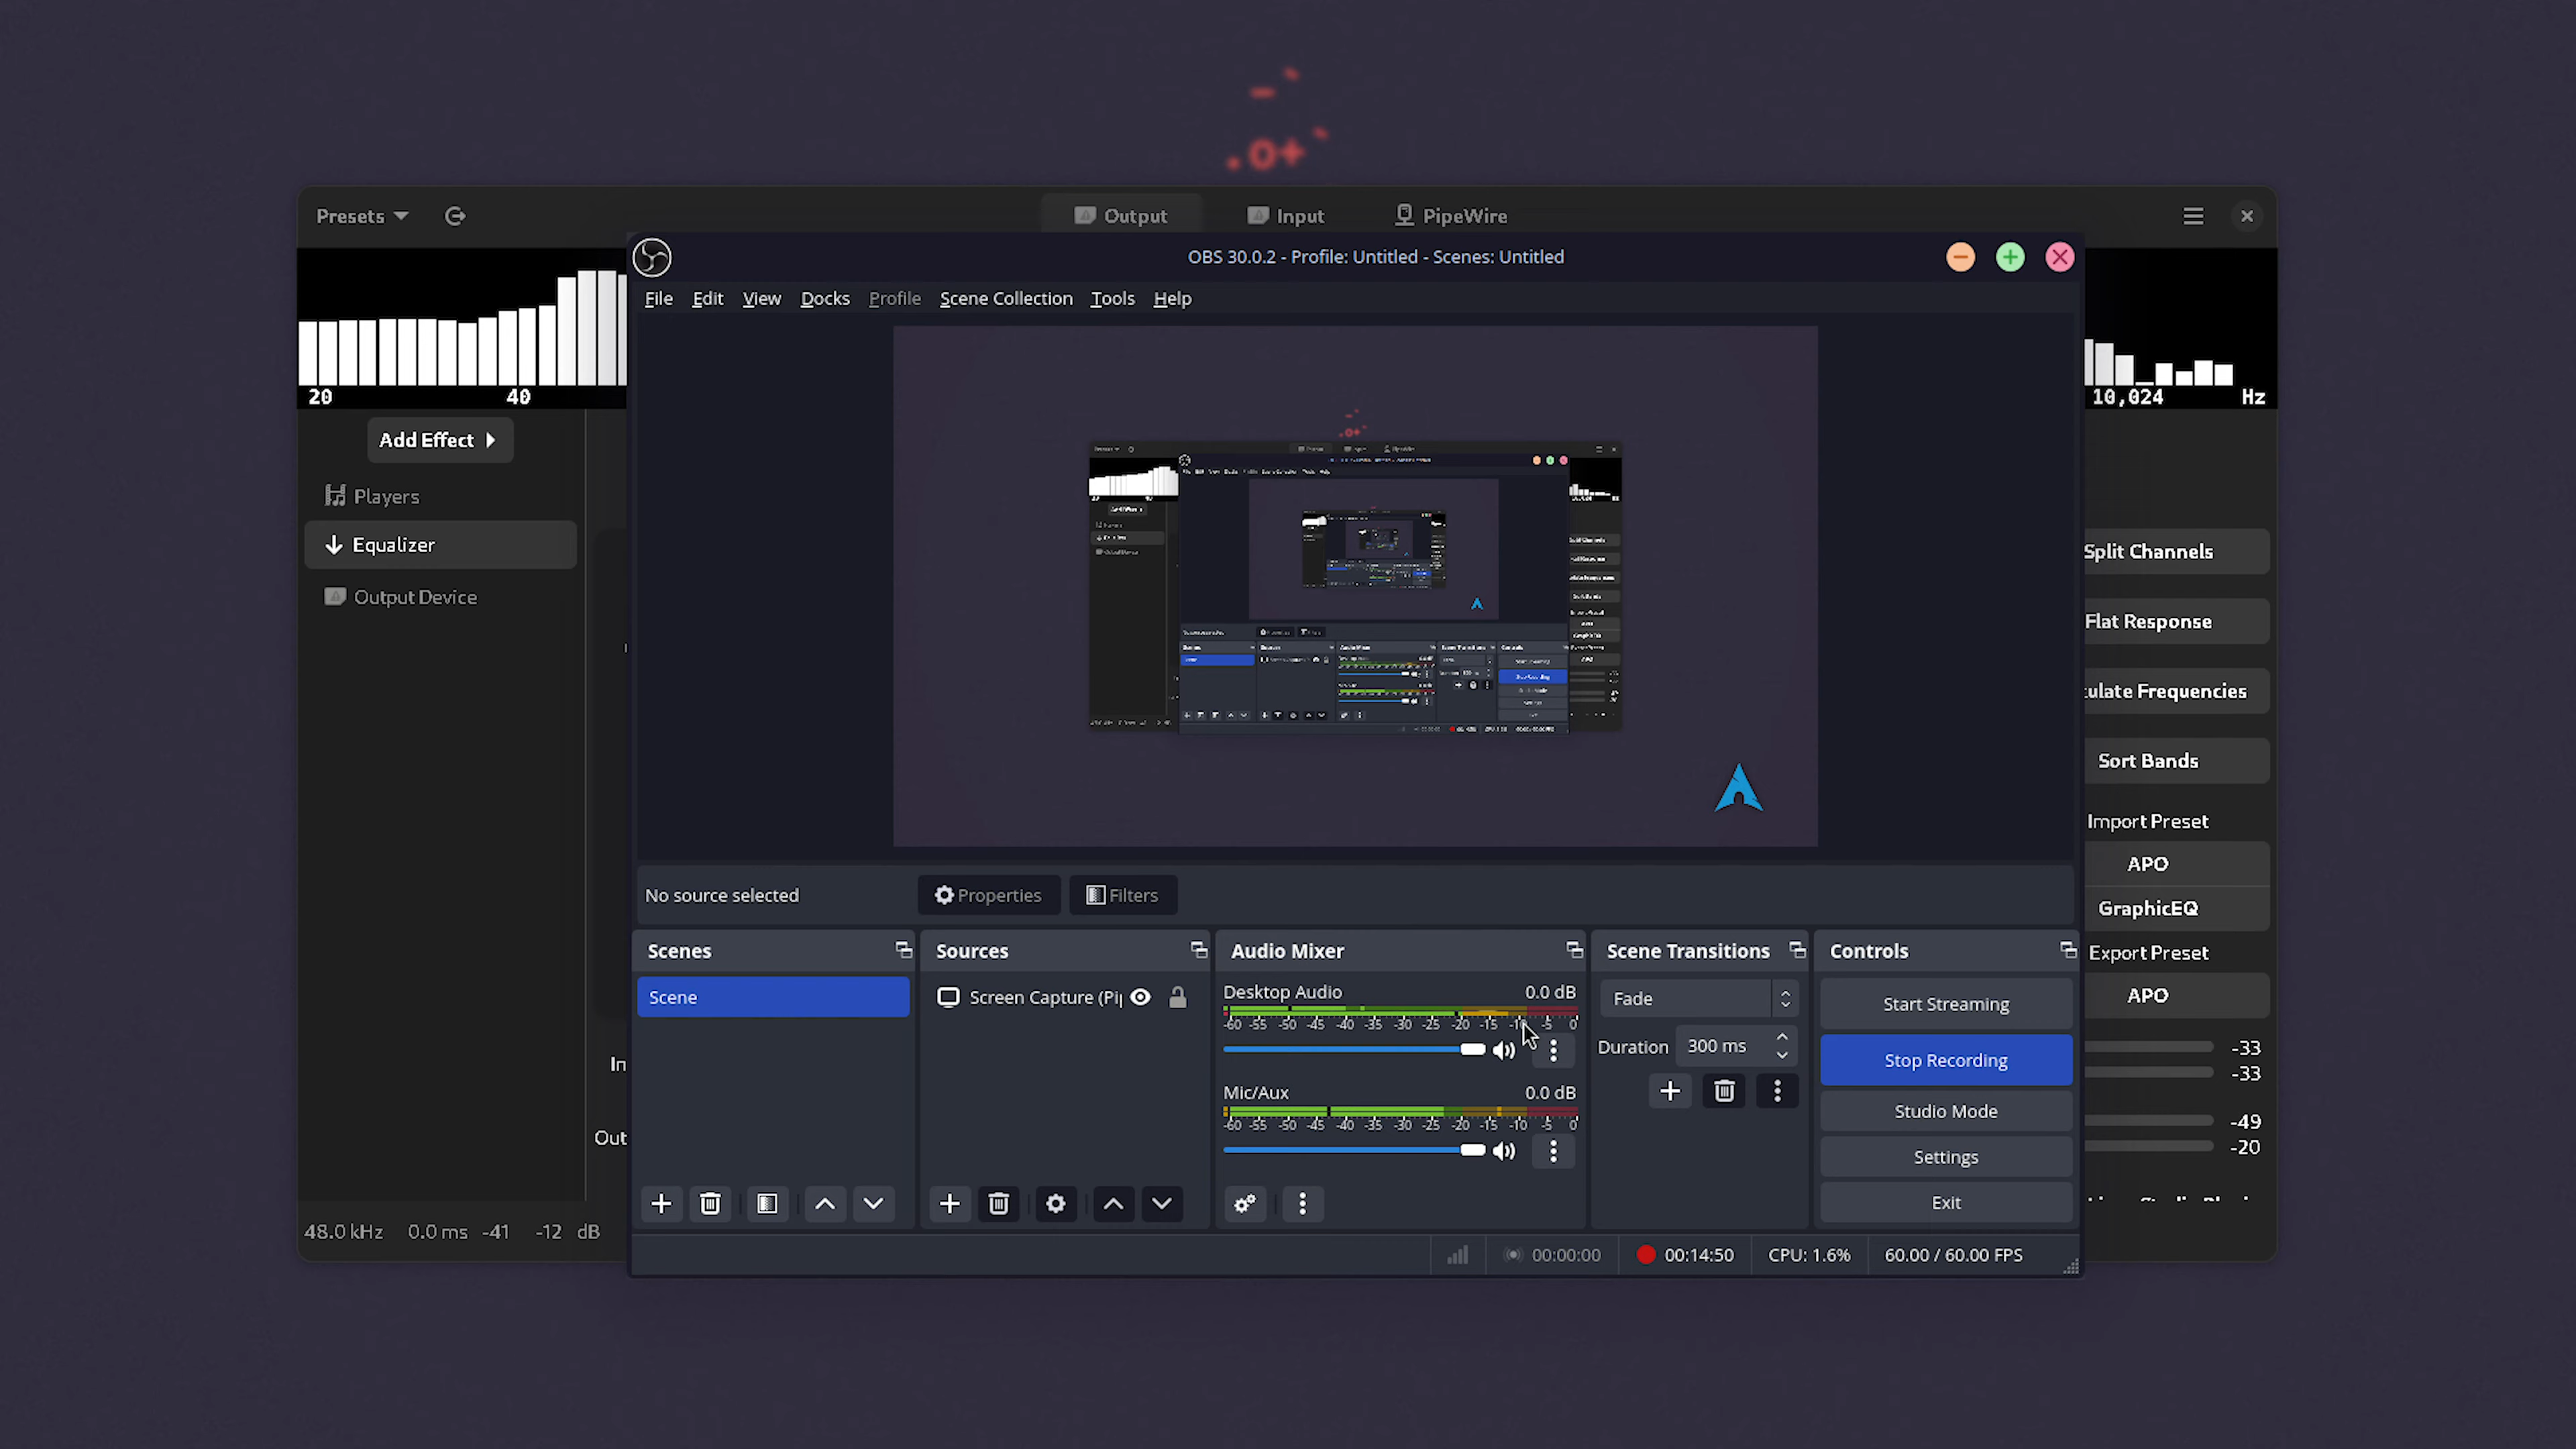 Presets
Output
Input
PipeWire
OBS 30.0.2 - Profile: Untitled - Scenes: Untitled
File Edit View Docks Profile Scene Collection Tools Help
20 40
10,024 Hz
Add Effect
Players
Equalizer
Output Device
Split Channels
Flat Response
culate Frequencies
Sort Bands
Import Preset
APO
GraphicEQ
Export Preset
APO
No source selected
Properties
Filters
Scenes
Scene
Sources
Screen Capture (Pi
Audio Mixer
Desktop Audio 0.0 dB
-60 -55 -50 -45 -40 -35 -30 -25 -20 -15 -10 -5 0
Mic/Aux 0.0 dB
-60 -55 -50 -45 -40 -35 -30 -25 -20 -15 -10 -5 0
Scene Transitions
Fade
Duration 300 ms
Controls
Start Streaming
Stop Recording
Studio Mode
Settings
Exit
In
Out
-33
-33
-49
-20
48.0 kHz 0.0 ms -41 -12 dB
00:00:00
00:14:50
CPU: 1.6%
60.00 / 60.00 FPS